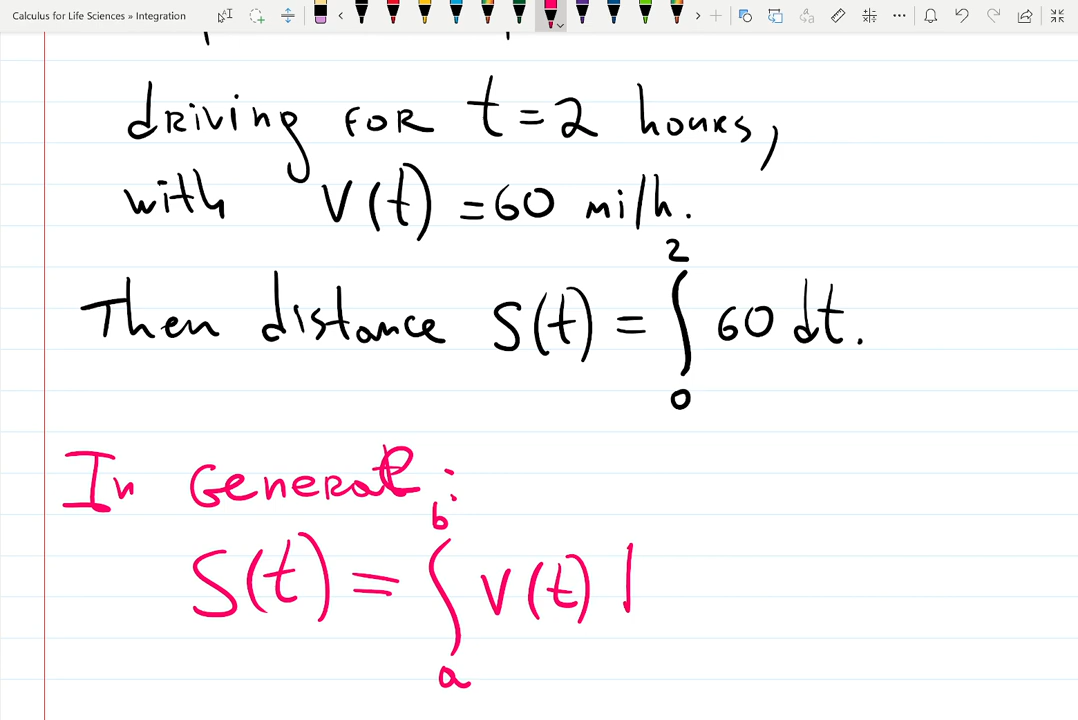 Calculus for Life Sciences » Integration
driving for t = 2 hours,
with V(t) = 60 mi/h.
Then distance S(t) = ∫₀² 60 dt.
In General:
S(t) = ∫ₐᵇ V(t) |